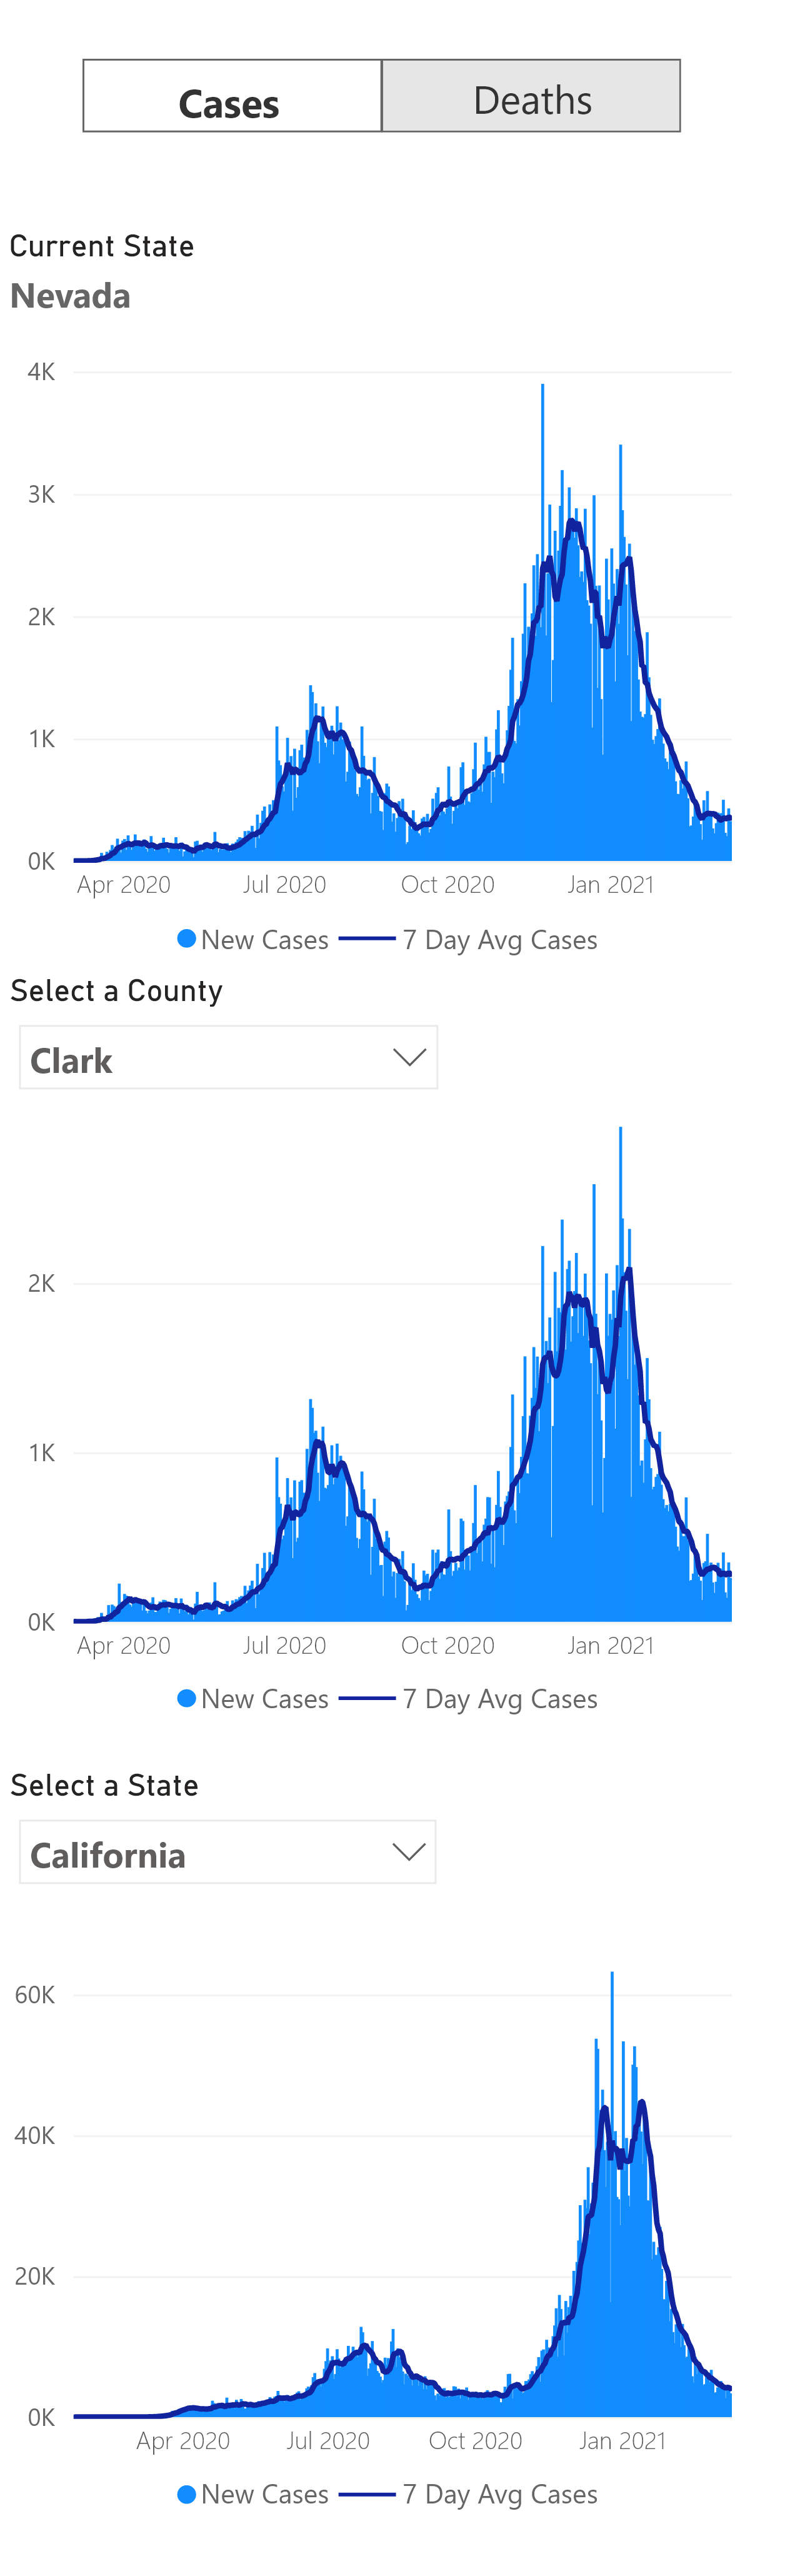 Cases Deaths
Current State
Nevada
4K
3K
2K
1K
0K
Apr 2020 Jul 2020 Oct 2020 Jan 2021
New Cases 7 Day Avg Cases
Select a County
Clark
2K
1K
0K
Apr 2020 Jul 2020 Oct 2020 Jan 2021
New Cases 7 Day Avg Cases
Select a State
California
60K
40K
20K
0K
Apr 2020 Jul 2020 Oct 2020 Jan 2021
New Cases 7 Day Avg Cases